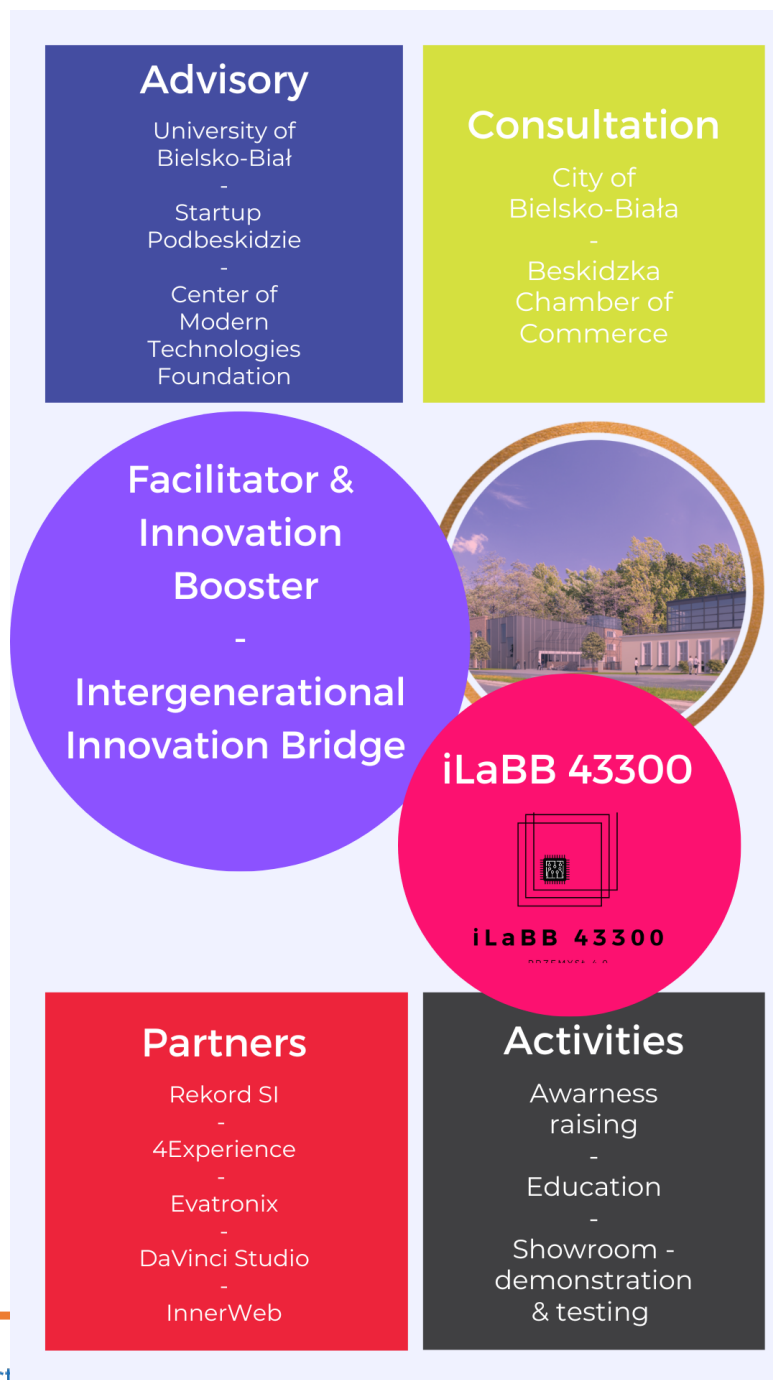 Advisory
University of
Bielsko-Biał
-
Startup
Podbeskidzie
-
Center of
Modern
Technologies
Foundation
Consultation
City of
Bielsko-Biała
-
Beskidzka
Chamber of
Commerce
Facilitator &
Innovation
Booster
-
Intergenerational
Innovation Bridge
iLaBB 43300
iLaBB 43300
Partners
Rekord SI
-
4Experience
-
Evatronix
-
DaVinci Studio
-
InnerWeb
Activities
Awarness
raising
-
Education
-
Showroom -
demonstration
& testing